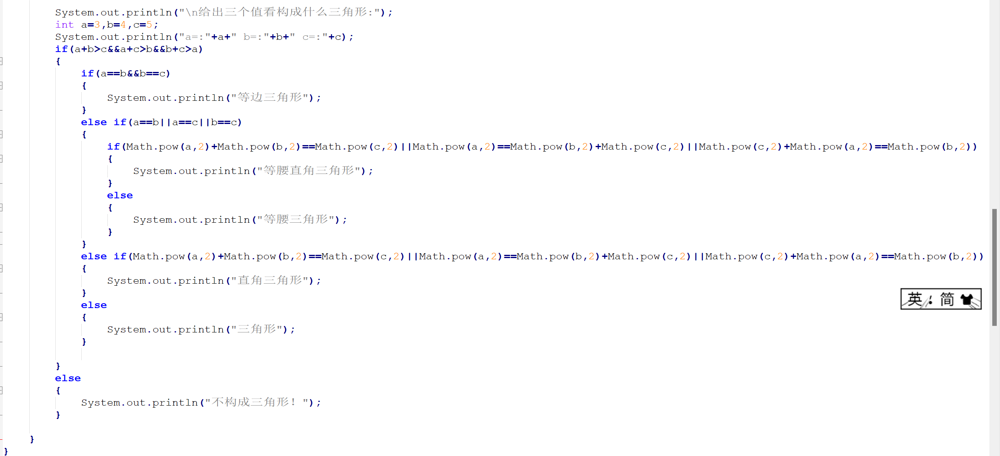 System.out.println("\n给出三个值看构成什么三角形:");
int a=3,b=4,c=5;
System.out.println("a=:"+a+" b=:"+b+" c=:"+c);
if(a+b>c&&a+c>b&&b+c>a)
{
if(a==b&&b==c)
{
System.out.println("等边三角形");
}
else if(a==b||a==c||b==c)
{
if(Math.pow(a,2)+Math.pow(b,2)==Math.pow(c,2)||Math.pow(a,2)==Math.pow(b,2)+Math.pow(c,2)||Math.pow(c,2)+Math.pow(a,2)==Math.pow(b,2))
{
System.out.println("等腰直角三角形");
}
else
{
System.out.println("等腰三角形");
}
}
else if(Math.pow(a,2)+Math.pow(b,2)==Math.pow(c,2)||Math.pow(a,2)==Math.pow(b,2)+Math.pow(c,2)||Math.pow(c,2)+Math.pow(a,2)==Math.pow(b,2))
{
System.out.println("直角三角形");
}
英 简
else
{
System.out.println("三角形");
}
}
else
{
System.out.println("不构成三角形！");
}
}
}